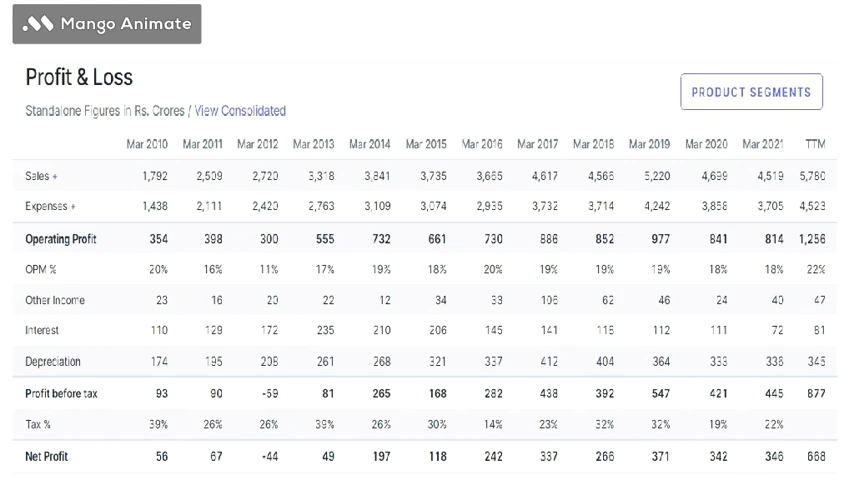 Mango Animate
Profit & Loss
PRODUCT SEGMENTS
Standalone Figures in Rs. Crores / View Consolidated
Mar 2010 Mar 2011 Mar 2012 Mar 2013 Mar 2014 Mar 2015 Mar 2016 Mar 2017 Mar 2018 Mar 2019 Mar 2020 Mar 2021 TTM
Sales + 1,792 2,509 2,720 3,318 3,841 3,735 3,665 4,617 4,566 5,220 4,699 4,519 5,780
Expenses + 1,438 2,111 2,420 2,763 3,109 3,074 2,935 3,732 3,714 4,242 3,858 3,705 4,523
Operating Profit 354 398 300 555 732 661 730 886 852 977 841 814 1,256
OPM % 20% 16% 11% 17% 19% 18% 20% 19% 19% 19% 18% 18% 22%
Other Income 23 16 20 22 12 34 33 106 62 46 24 40 47
Interest 110 129 172 235 210 206 145 141 118 112 111 72 81
Depreciation 174 195 208 261 268 321 337 412 404 364 333 338 345
Profit before tax 93 90 -59 81 265 168 282 438 392 547 421 445 877
Tax % 39% 26% 26% 39% 26% 30% 14% 23% 32% 32% 19% 22%
Net Profit 56 67 -44 49 197 118 242 337 266 371 342 346 668